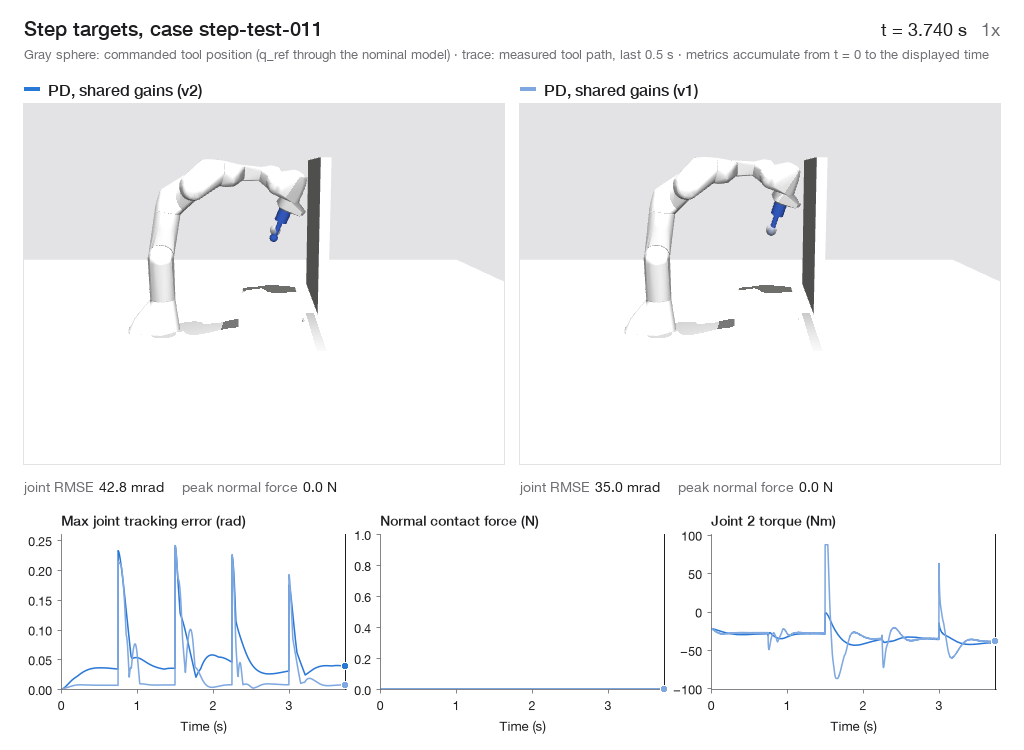 Step targets, case step-test-011
t = 3.740 s 1x
Gray sphere: commanded tool position (q_ref through the nominal model) · trace: measured tool path, last 0.5 s · metrics accumulate from t = 0 to the displayed time
PD, shared gains (v2)
PD, shared gains (v1)
joint RMSE 42.8 mrad peak normal force 0.0 N
joint RMSE 35.0 mrad peak normal force 0.0 N
Max joint tracking error (rad)
0.25
0.20
0.15
0.10
0.05
0.00
0 1 2 3
Time (s)
Normal contact force (N)
1.0
0.8
0.6
0.4
0.2
0.0
0 1 2 3
Time (s)
Joint 2 torque (Nm)
100
50
0
−50
−100
0 1 2 3
Time (s)